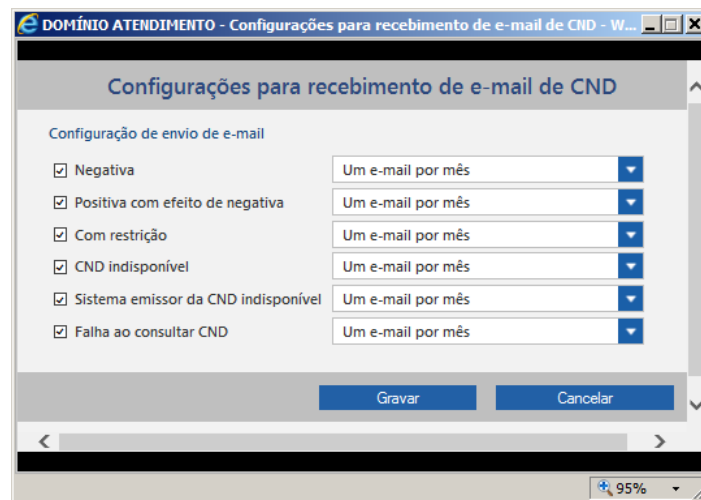 DOMÍNIO ATENDIMENTO - Configurações para recebimento de e-mail de CND - W...
Configurações para recebimento de e-mail de CND
Configuração de envio de e-mail
Negativa Um e-mail por mês
Positiva com efeito de negativa Um e-mail por mês
Com restrição Um e-mail por mês
CND indisponível Um e-mail por mês
Sistema emissor da CND indisponível Um e-mail por mês
Falha ao consultar CND Um e-mail por mês
Gravar Cancelar
95%